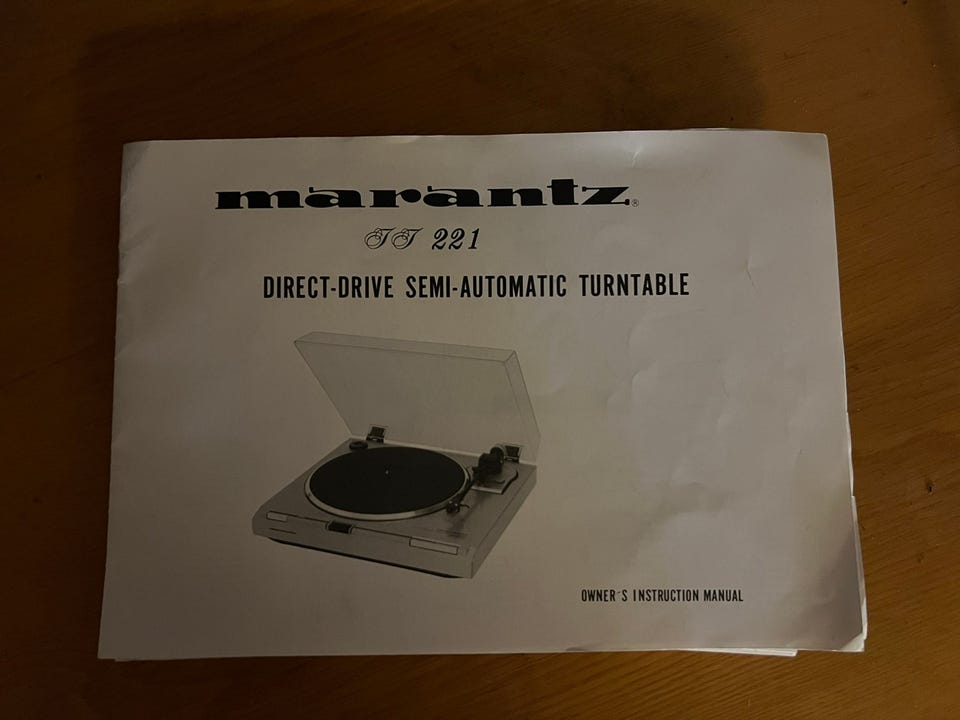 marantz®
TT 221
DIRECT-DRIVE SEMI-AUTOMATIC TURNTABLE
OWNER´S INSTRUCTION MANUAL